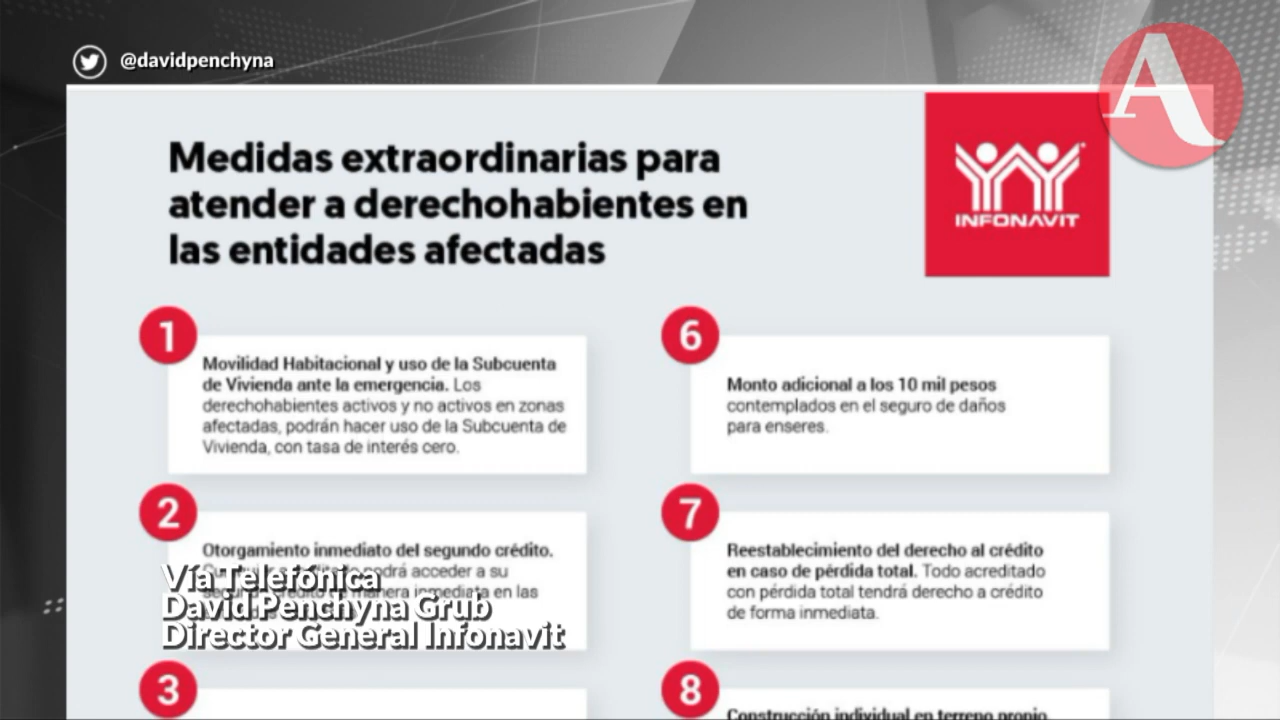 @davidpenchyna
A
Medidas extraordinarias para
atender a derechohabientes en
las entidades afectadas
INFONAVIT
1
Movilidad Habitacional y uso de la Subcuenta
de Vivienda ante la emergencia. Los
derechohabientes activos y no activos en zonas
afectadas, podrán hacer uso de la Subcuenta de
Vivienda, con tasa de interés cero.
2
Otorgamiento inmediato del segundo crédito.
podrá acceder a su
manera inmediata en las
Vía Telefónica
David Penchyna Grub
Director General Infonavit
3
6
Monto adicional a los 10 mil pesos
contemplados en el seguro de daños
para enseres.
7
Reestablecimiento del derecho al crédito
en caso de pérdida total. Todo acreditado
con pérdida total tendrá derecho a crédito
de forma inmediata.
8
Construcción individual en terreno propio